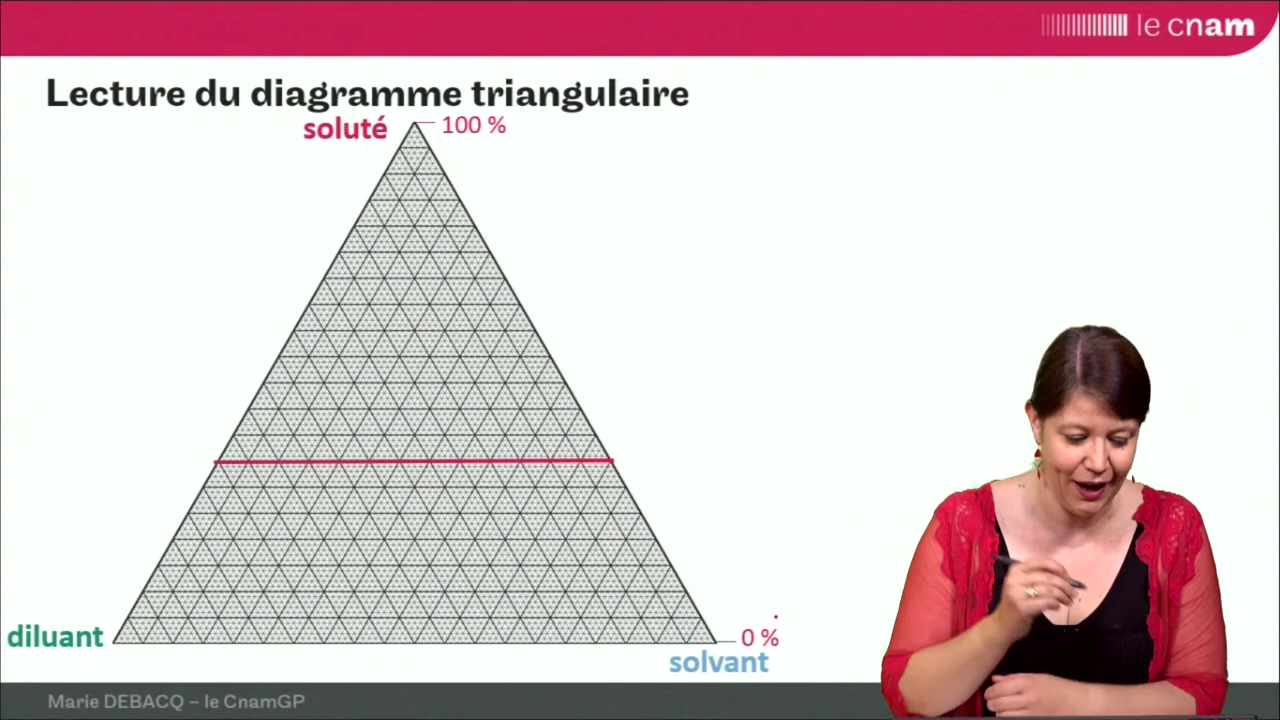 le cnam
Lecture du diagramme triangulaire
soluté
100 %
diluant
0 %
solvant
Marie DEBACQ – le CnamGP